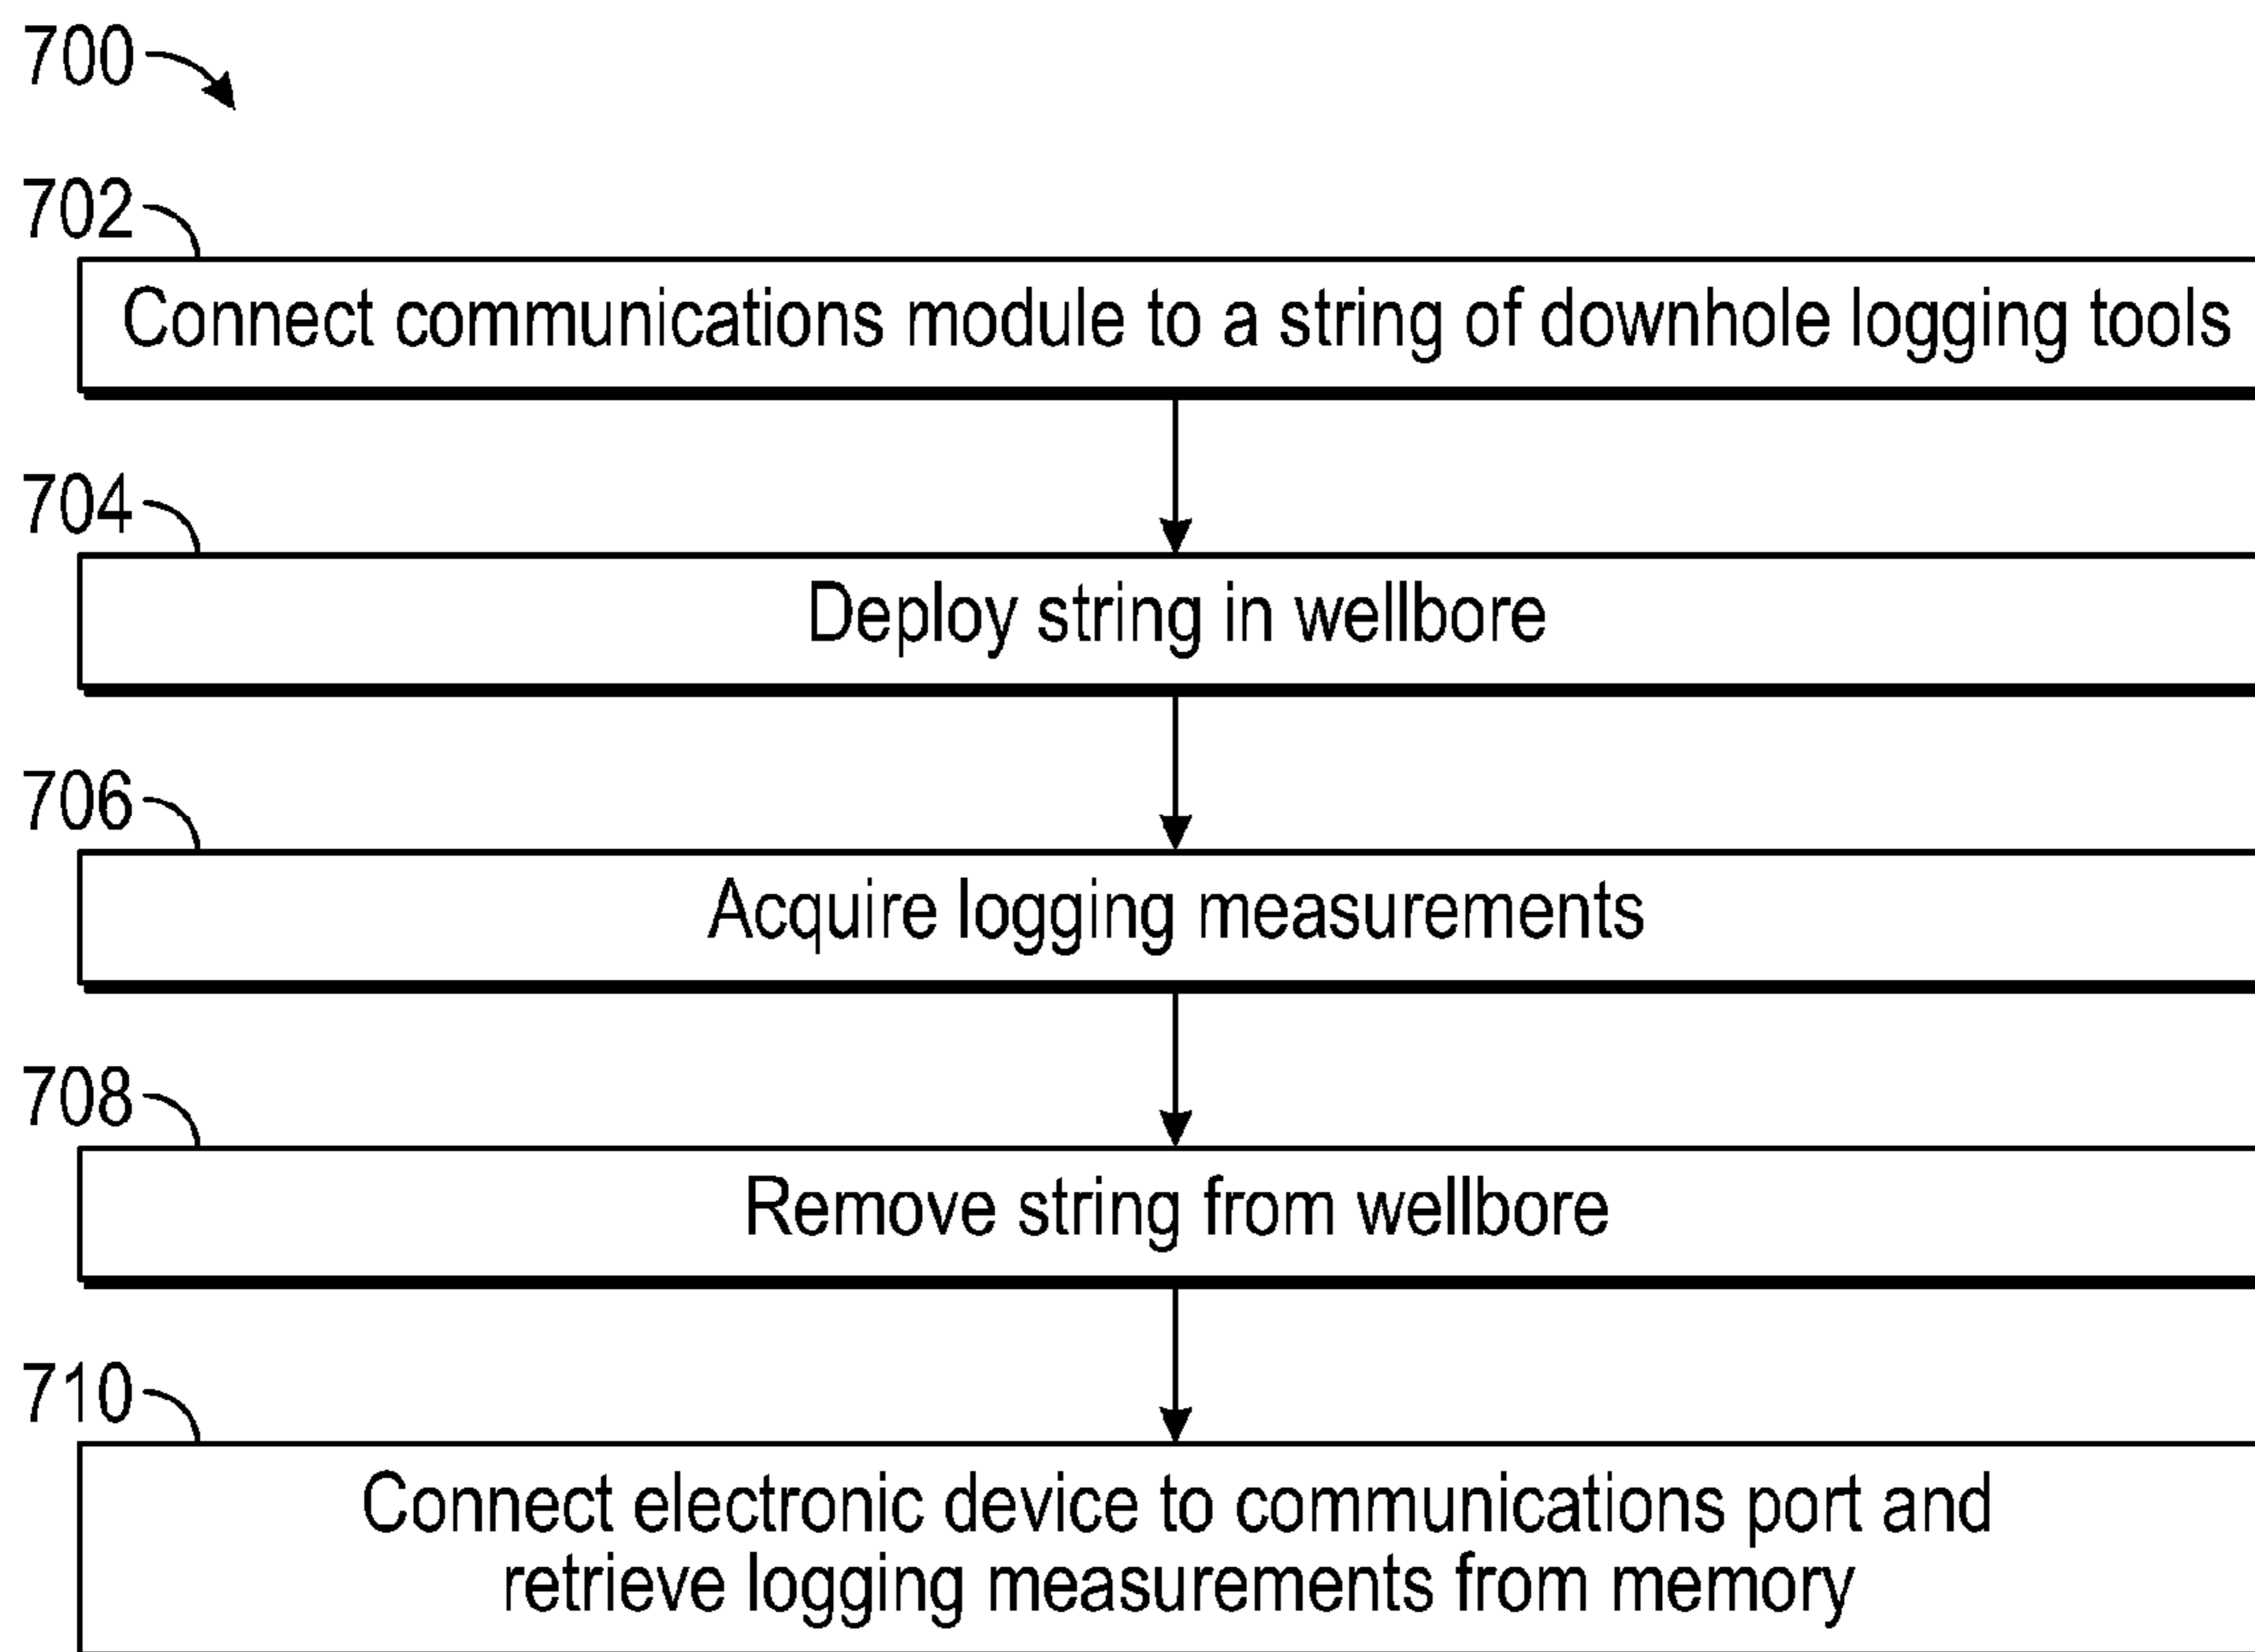 700
702
Connect communications module to a string of downhole logging tools
704
Deploy string in wellbore
706
Acquire logging measurements
708
Remove string from wellbore
710
Connect electronic device to communications port and
retrieve logging measurements from memory